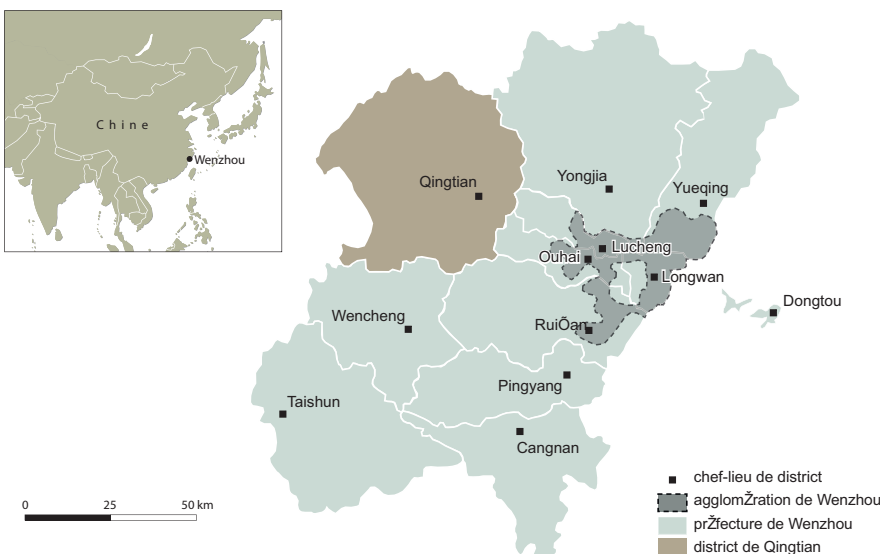 Chine
Wenzhou
Qingtian
Yongjia
Yueqing
Lucheng
Ouhai
Longwan
Dongtou
Wencheng
RuiÕan
Pingyang
Taishun
Cangnan
chef-lieu de district
agglomŽration de Wenzhou
prŽfecture de Wenzhou
district de Qingtian
0 25 50 km